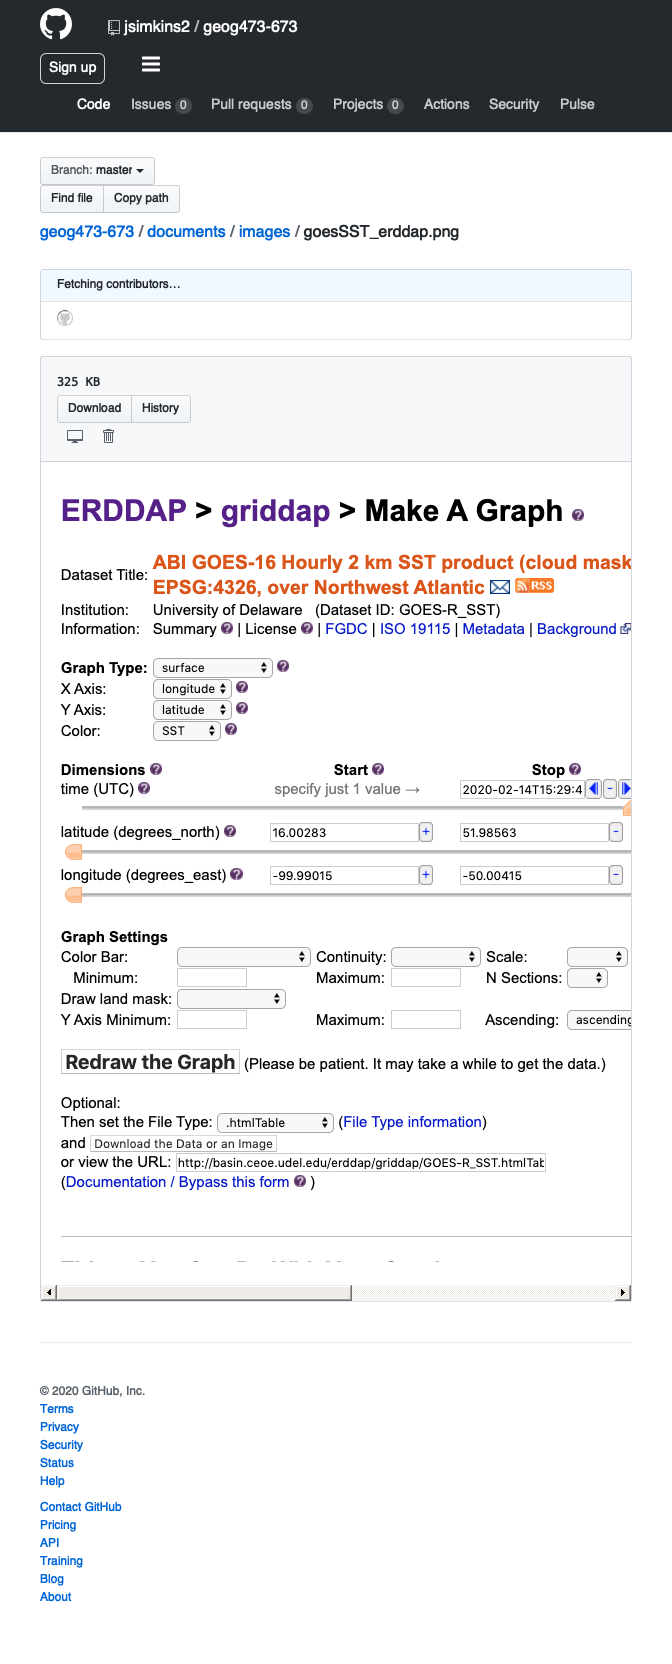 jsimkins2 / geog473-673
Sign up
Code Issues 0 Pull requests 0 Projects 0 Actions Security Pulse
Branch: master
Find file Copy path
geog473-673 / documents / images / goesSST_erddap.png
Fetching contributors…
325 KB
Download History
ERDDAP > griddap > Make A Graph ?
Dataset Title: ABI GOES-16 Hourly 2 km SST product (cloud mask
EPSG:4326, over Northwest Atlantic RSS
Institution: University of Delaware (Dataset ID: GOES-R_SST)
Information: Summary ? | License ? | FGDC | ISO 19115 | Metadata | Background
Graph Type: surface ?
X Axis: longitude ?
Y Axis: latitude ?
Color: SST ?
Dimensions ? Start ? Stop ?
time (UTC) ? specify just 1 value → 2020-02-14T15:29:4 -
latitude (degrees_north) ? 16.00283 + 51.98563 -
longitude (degrees_east) ? -99.99015 + -50.00415 -
Graph Settings
Color Bar: Continuity: Scale:
Minimum: Maximum: N Sections:
Draw land mask:
Y Axis Minimum: Maximum: Ascending: ascending
Redraw the Graph (Please be patient. It may take a while to get the data.)
Optional:
Then set the File Type: .htmlTable (File Type information)
and Download the Data or an Image
or view the URL: http://basin.ceoe.udel.edu/erddap/griddap/GOES-R_SST.htmlTab
(Documentation / Bypass this form ? )
© 2020 GitHub, Inc.
Terms
Privacy
Security
Status
Help
Contact GitHub
Pricing
API
Training
Blog
About